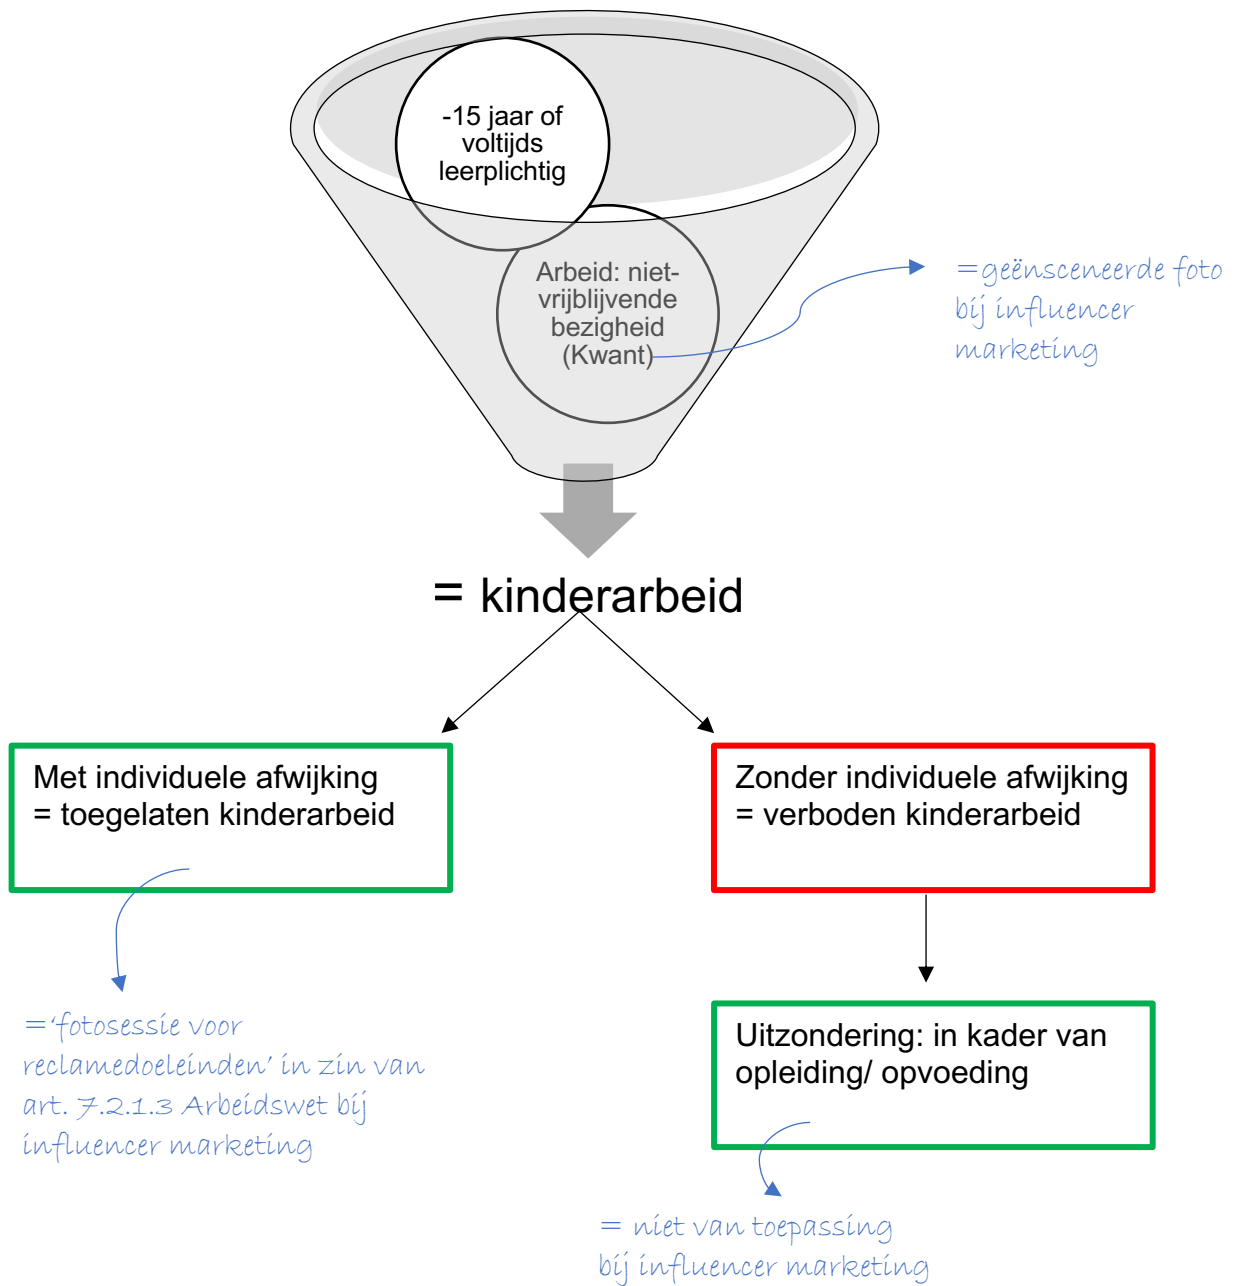 -15 jaar of
voltijds
leerplichtig
Arbeid: niet-
vrijblijvende
bezigheid
(Kwant)
=geënsceneerde foto
bij influencer
marketing
= kinderarbeid
Met individuele afwijking
= toegelaten kinderarbeid
Zonder individuele afwijking
= verboden kinderarbeid
='fotosessie voor
reclamedoeleinden' in zin van
art. 7.2.1.3 Arbeidswet bij
influencer marketing
Uitzondering: in kader van
opleiding/ opvoeding
= niet van toepassing
bij influencer marketing